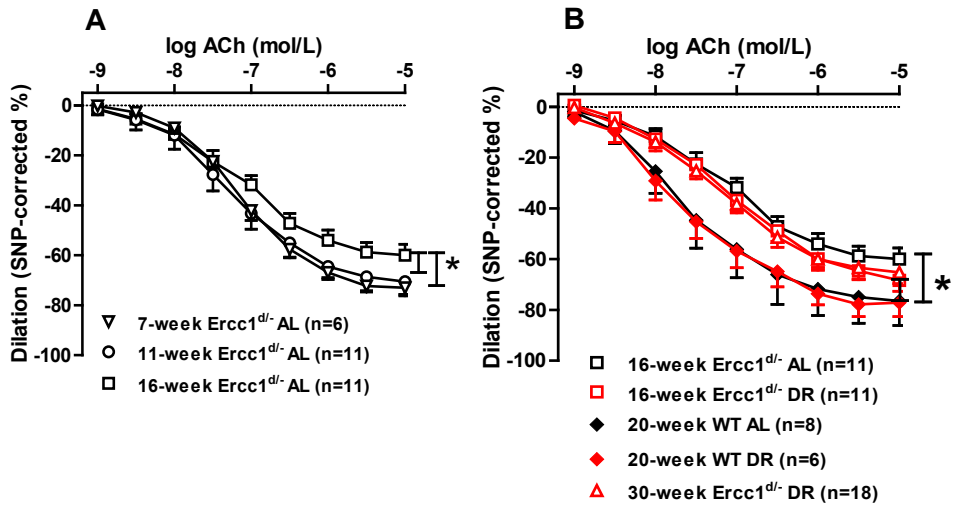 A
log ACh (mol/L)
-9 -8 -7 -6 -5
Dilation (SNP-corrected %)
0
-20
-40
-60
-80
-100
*
7-week Ercc1d/- AL (n=6)
11-week Ercc1d/- AL (n=11)
16-week Ercc1d/- AL (n=11)
B
log ACh (mol/L)
-9 -8 -7 -6 -5
Dilation (SNP-corrected %)
0
-20
-40
-60
-80
-100
*
16-week Ercc1d/- AL (n=11)
16-week Ercc1d/- DR (n=11)
20-week WT AL (n=8)
20-week WT DR (n=6)
30-week Ercc1d/- DR (n=18)